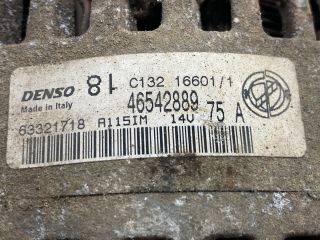 DENSO 81 C132 16601/1
Made in Italy 46542889 75 A
63321718 A115IM 14V